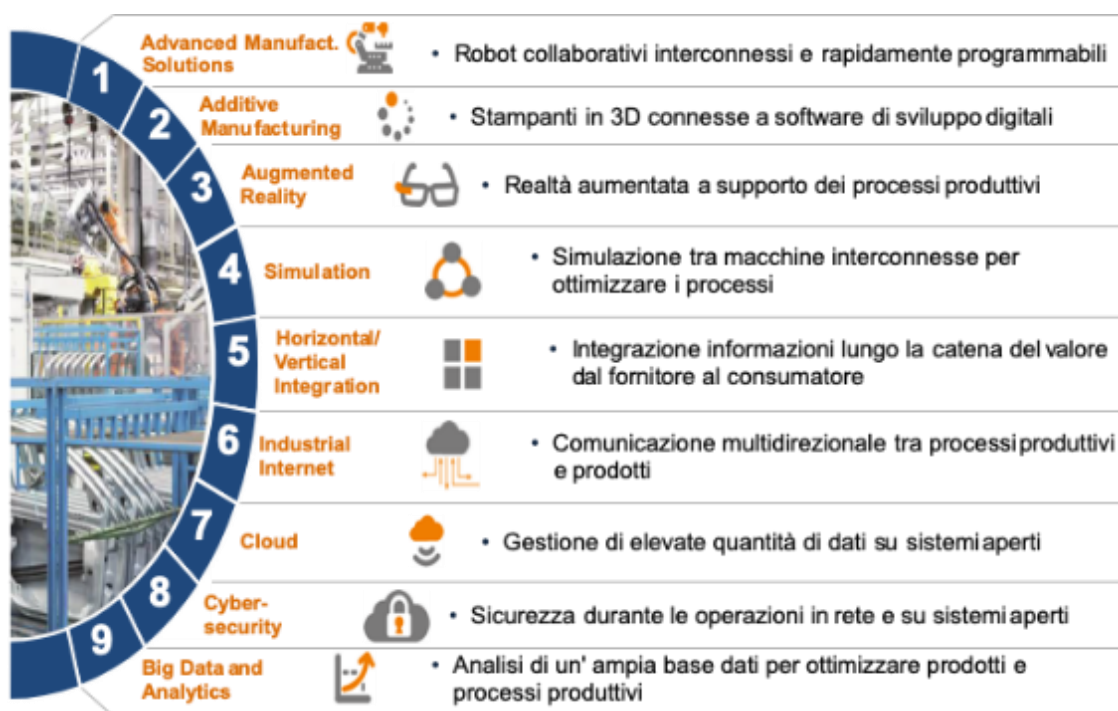 1
Advanced Manufact.
Solutions
• Robot collaborativi interconnessi e rapidamente programmabili
2
Additive
Manufacturing
• Stampanti in 3D connesse a software di sviluppo digitali
3
Augmented
Reality
• Realtà aumentata a supporto dei processi produttivi
4
Simulation
• Simulazione tra macchine interconnesse per
ottimizzare i processi
5
Horizontal/
Vertical
Integration
• Integrazione informazioni lungo la catena del valore
dal fornitore al consumatore
6
Industrial
Internet
• Comunicazione multidirezionale tra processi produttivi
e prodotti
7
Cloud
• Gestione di elevate quantità di dati su sistemi aperti
8
Cyber-
security
• Sicurezza durante le operazioni in rete e su sistemi aperti
9
Big Data and
Analytics
• Analisi di un' ampia base dati per ottimizzare prodotti e
processi produttivi